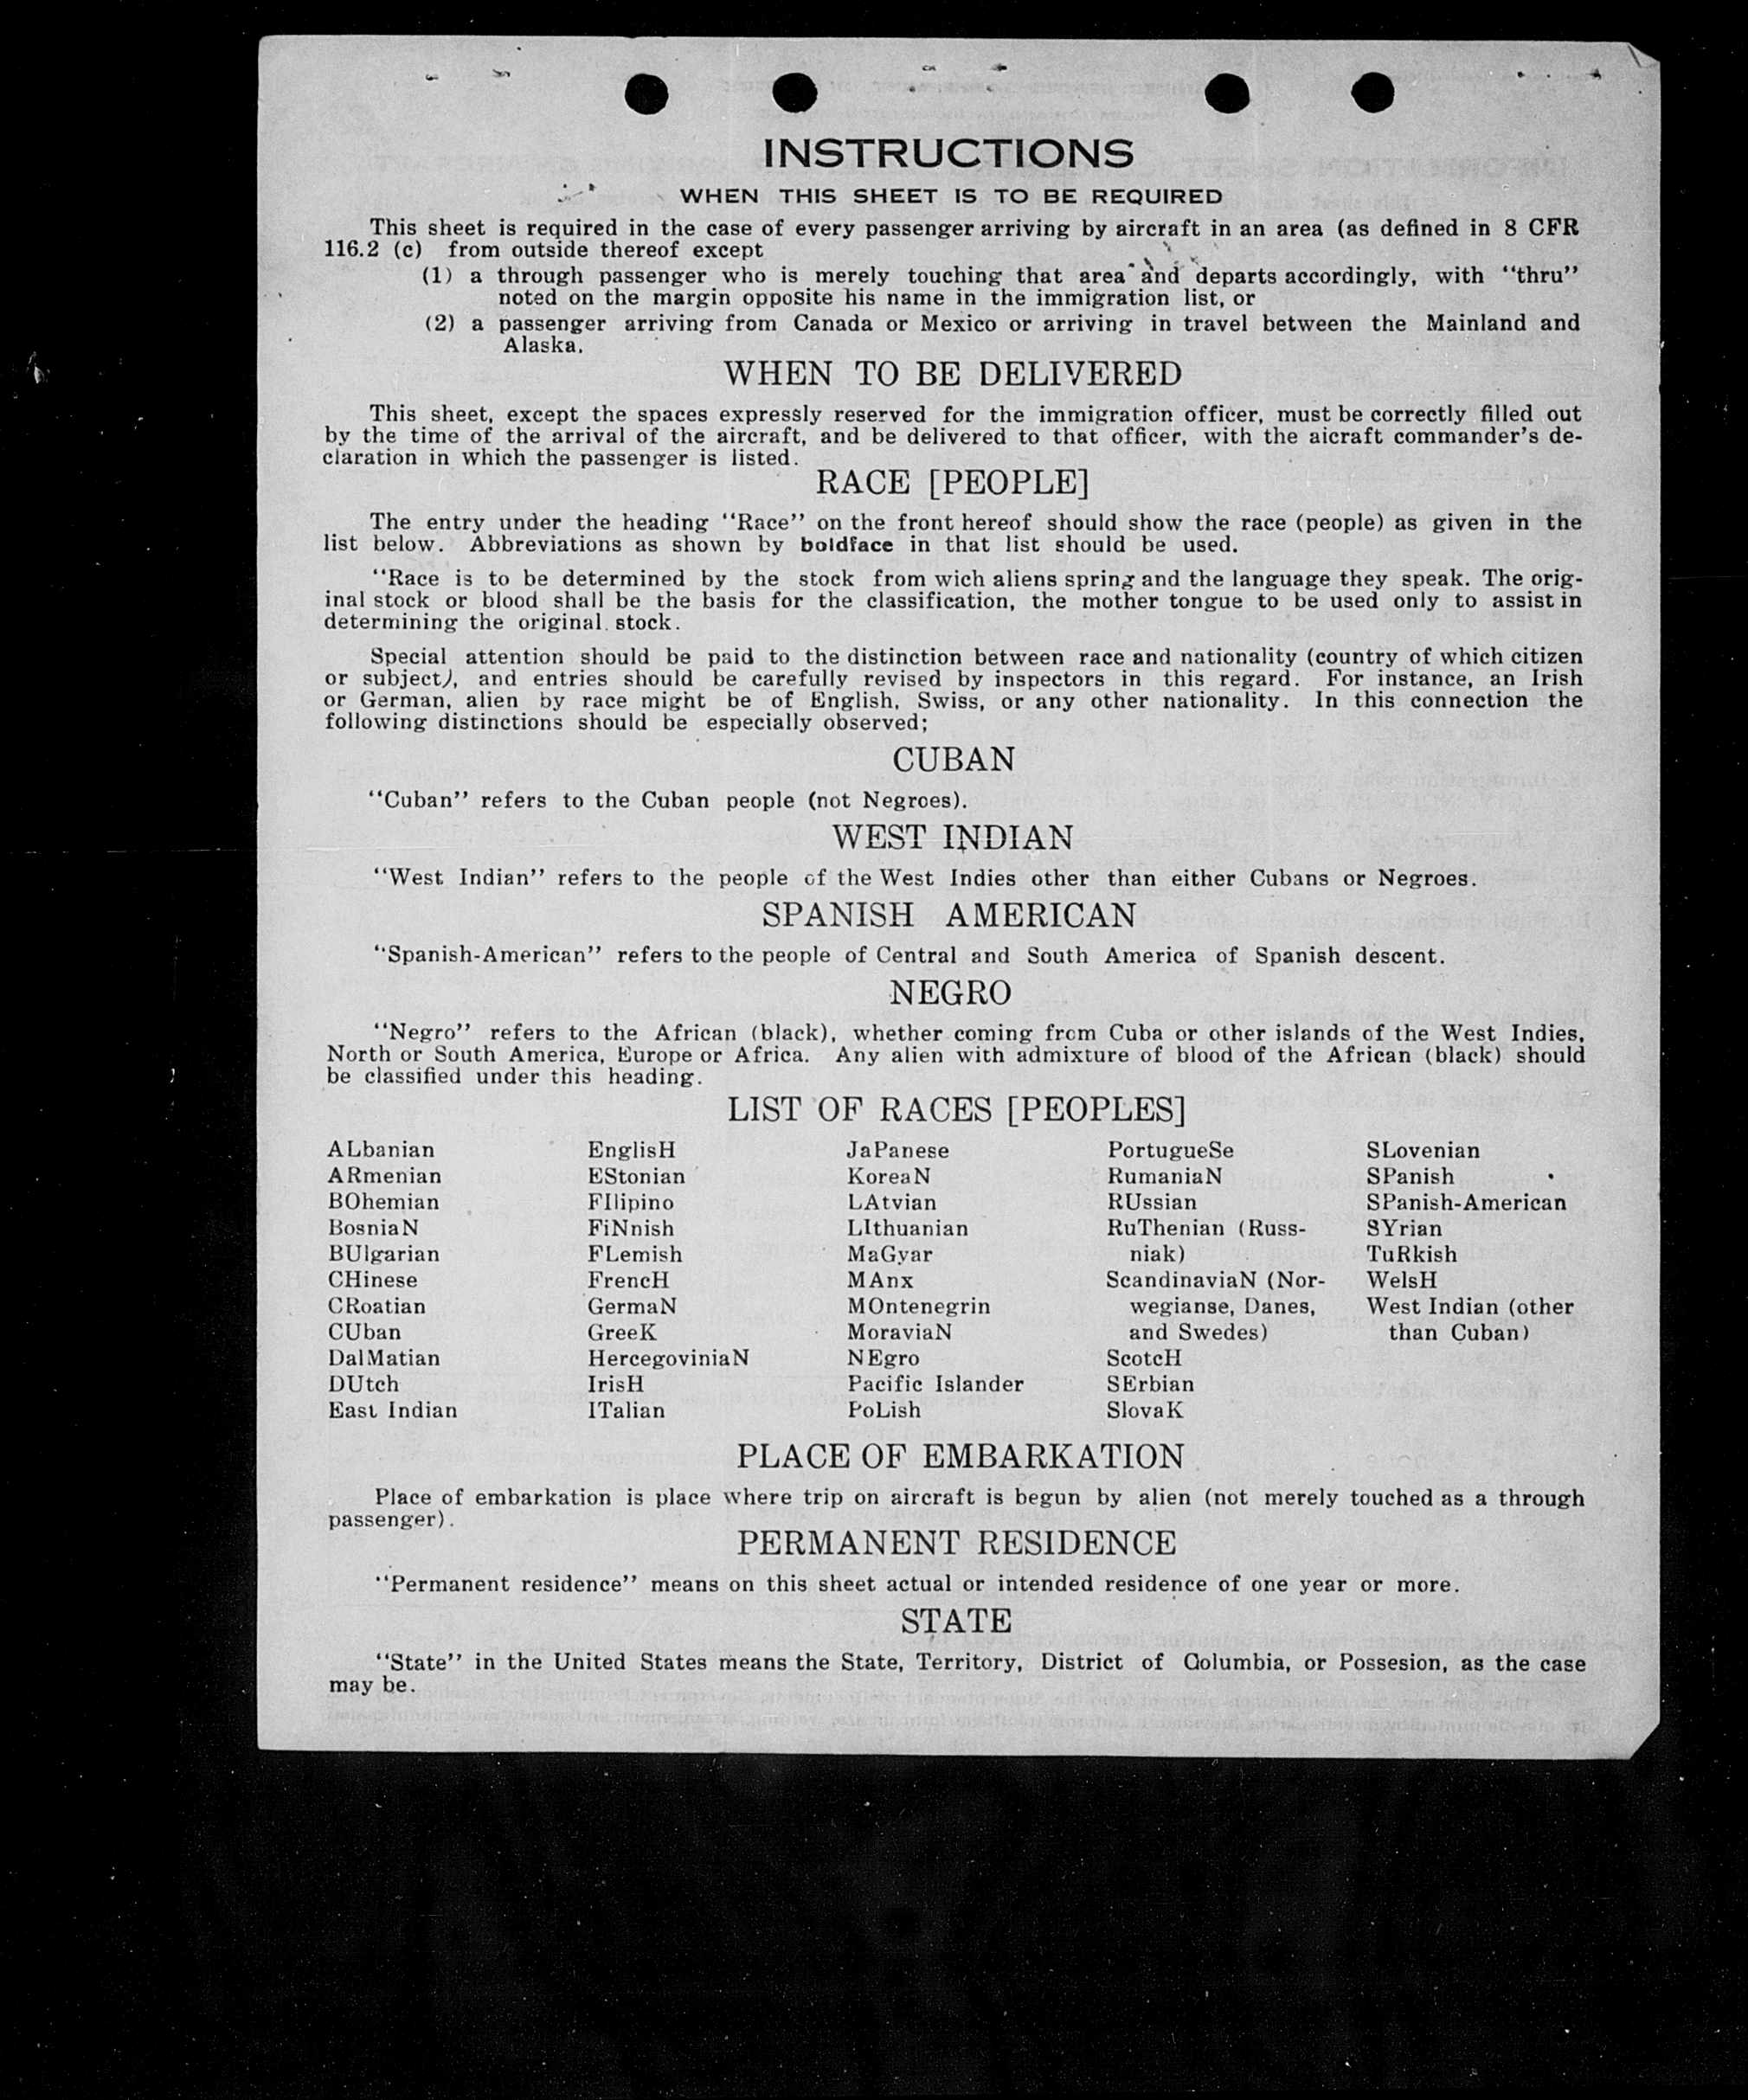 INSTRUCTIONS
WHEN THIS SHEET IS TO BE REQUIRED
This sheet is required in the case of every passenger arriving by aircraft in an area (as defined in 8 CFR
116.2 (c) from outside thereof except
(1) a through passenger who is merely touching that area and departs accordingly, with "thru"
noted on the margin opposite his name in the immigration list, or
(2) a passenger arriving from Canada or Mexico or arriving in travel between the Mainland and
Alaska.
WHEN TO BE DELIVERED
This sheet, except the spaces expressly reserved for the immigration officer, must be correctly filled out
by the time of the arrival of the aircraft, and be delivered to that officer, with the aicraft commander's de-
claration in which the passenger is listed.
RACE [PEOPLE]
The entry under the heading "Race" on the front hereof should show the race (people) as given in the
list below. Abbreviations as shown by boldface in that list should be used.
"Race is to be determined by the stock from wich aliens spring and the language they speak. The orig-
inal stock or blood shall be the basis for the classification, the mother tongue to be used only to assist in
determining the original. stock.
Special attention should be paid to the distinction between race and nationality (country of which citizen
or subject), and entries should be carefully revised by inspectors in this regard. For instance, an Irish
or German, alien by race might be of English, Swiss, or any other nationality. In this connection the
following distinctions should be especially observed;
CUBAN
"Cuban" refers to the Cuban people (not Negroes).
WEST INDIAN
"West Indian" refers to the people of the West Indies other than either Cubans or Negroes.
SPANISH AMERICAN
"Spanish-American" refers to the people of Central and South America of Spanish descent.
NEGRO
"Negro" refers to the African (black), whether coming from Cuba or other islands of the West Indies,
North or South America, Europe or Africa. Any alien with admixture of blood of the African (black) should
be classified under this heading.
LIST OF RACES [PEOPLES]
ALbanian
ARmenian
BOhemian
BosniaN
BUlgarian
CHinese
CRoatian
CUban
DalMatian
DUtch
East Indian
EnglisH
EStonian
FIlipino
FiNnish
FLemish
FrencH
GermaN
GreeK
HercegoviniaN
IrisH
ITalian
JaPanese
KoreaN
LAtvian
LIthuanian
MaGyar
MAnx
MOntenegrin
MoraviaN
NEgro
Pacific Islander
PoLish
PortugueSe
RumaniaN
RUssian
RuThenian (Russ-
niak)
ScandinaviaN (Nor-
wegianse, Danes,
and Swedes)
ScotcH
SErbian
SlovaK
SLovenian
SPanish
SPanish-American
SYrian
TuRkish
WelsH
West Indian (other
than Cuban)
PLACE OF EMBARKATION
Place of embarkation is place where trip on aircraft is begun by alien (not merely touched as a through
passenger).
PERMANENT RESIDENCE
"Permanent residence" means on this sheet actual or intended residence of one year or more.
STATE
"State" in the United States means the State, Territory, District of Columbia, or Possesion, as the case
may be.